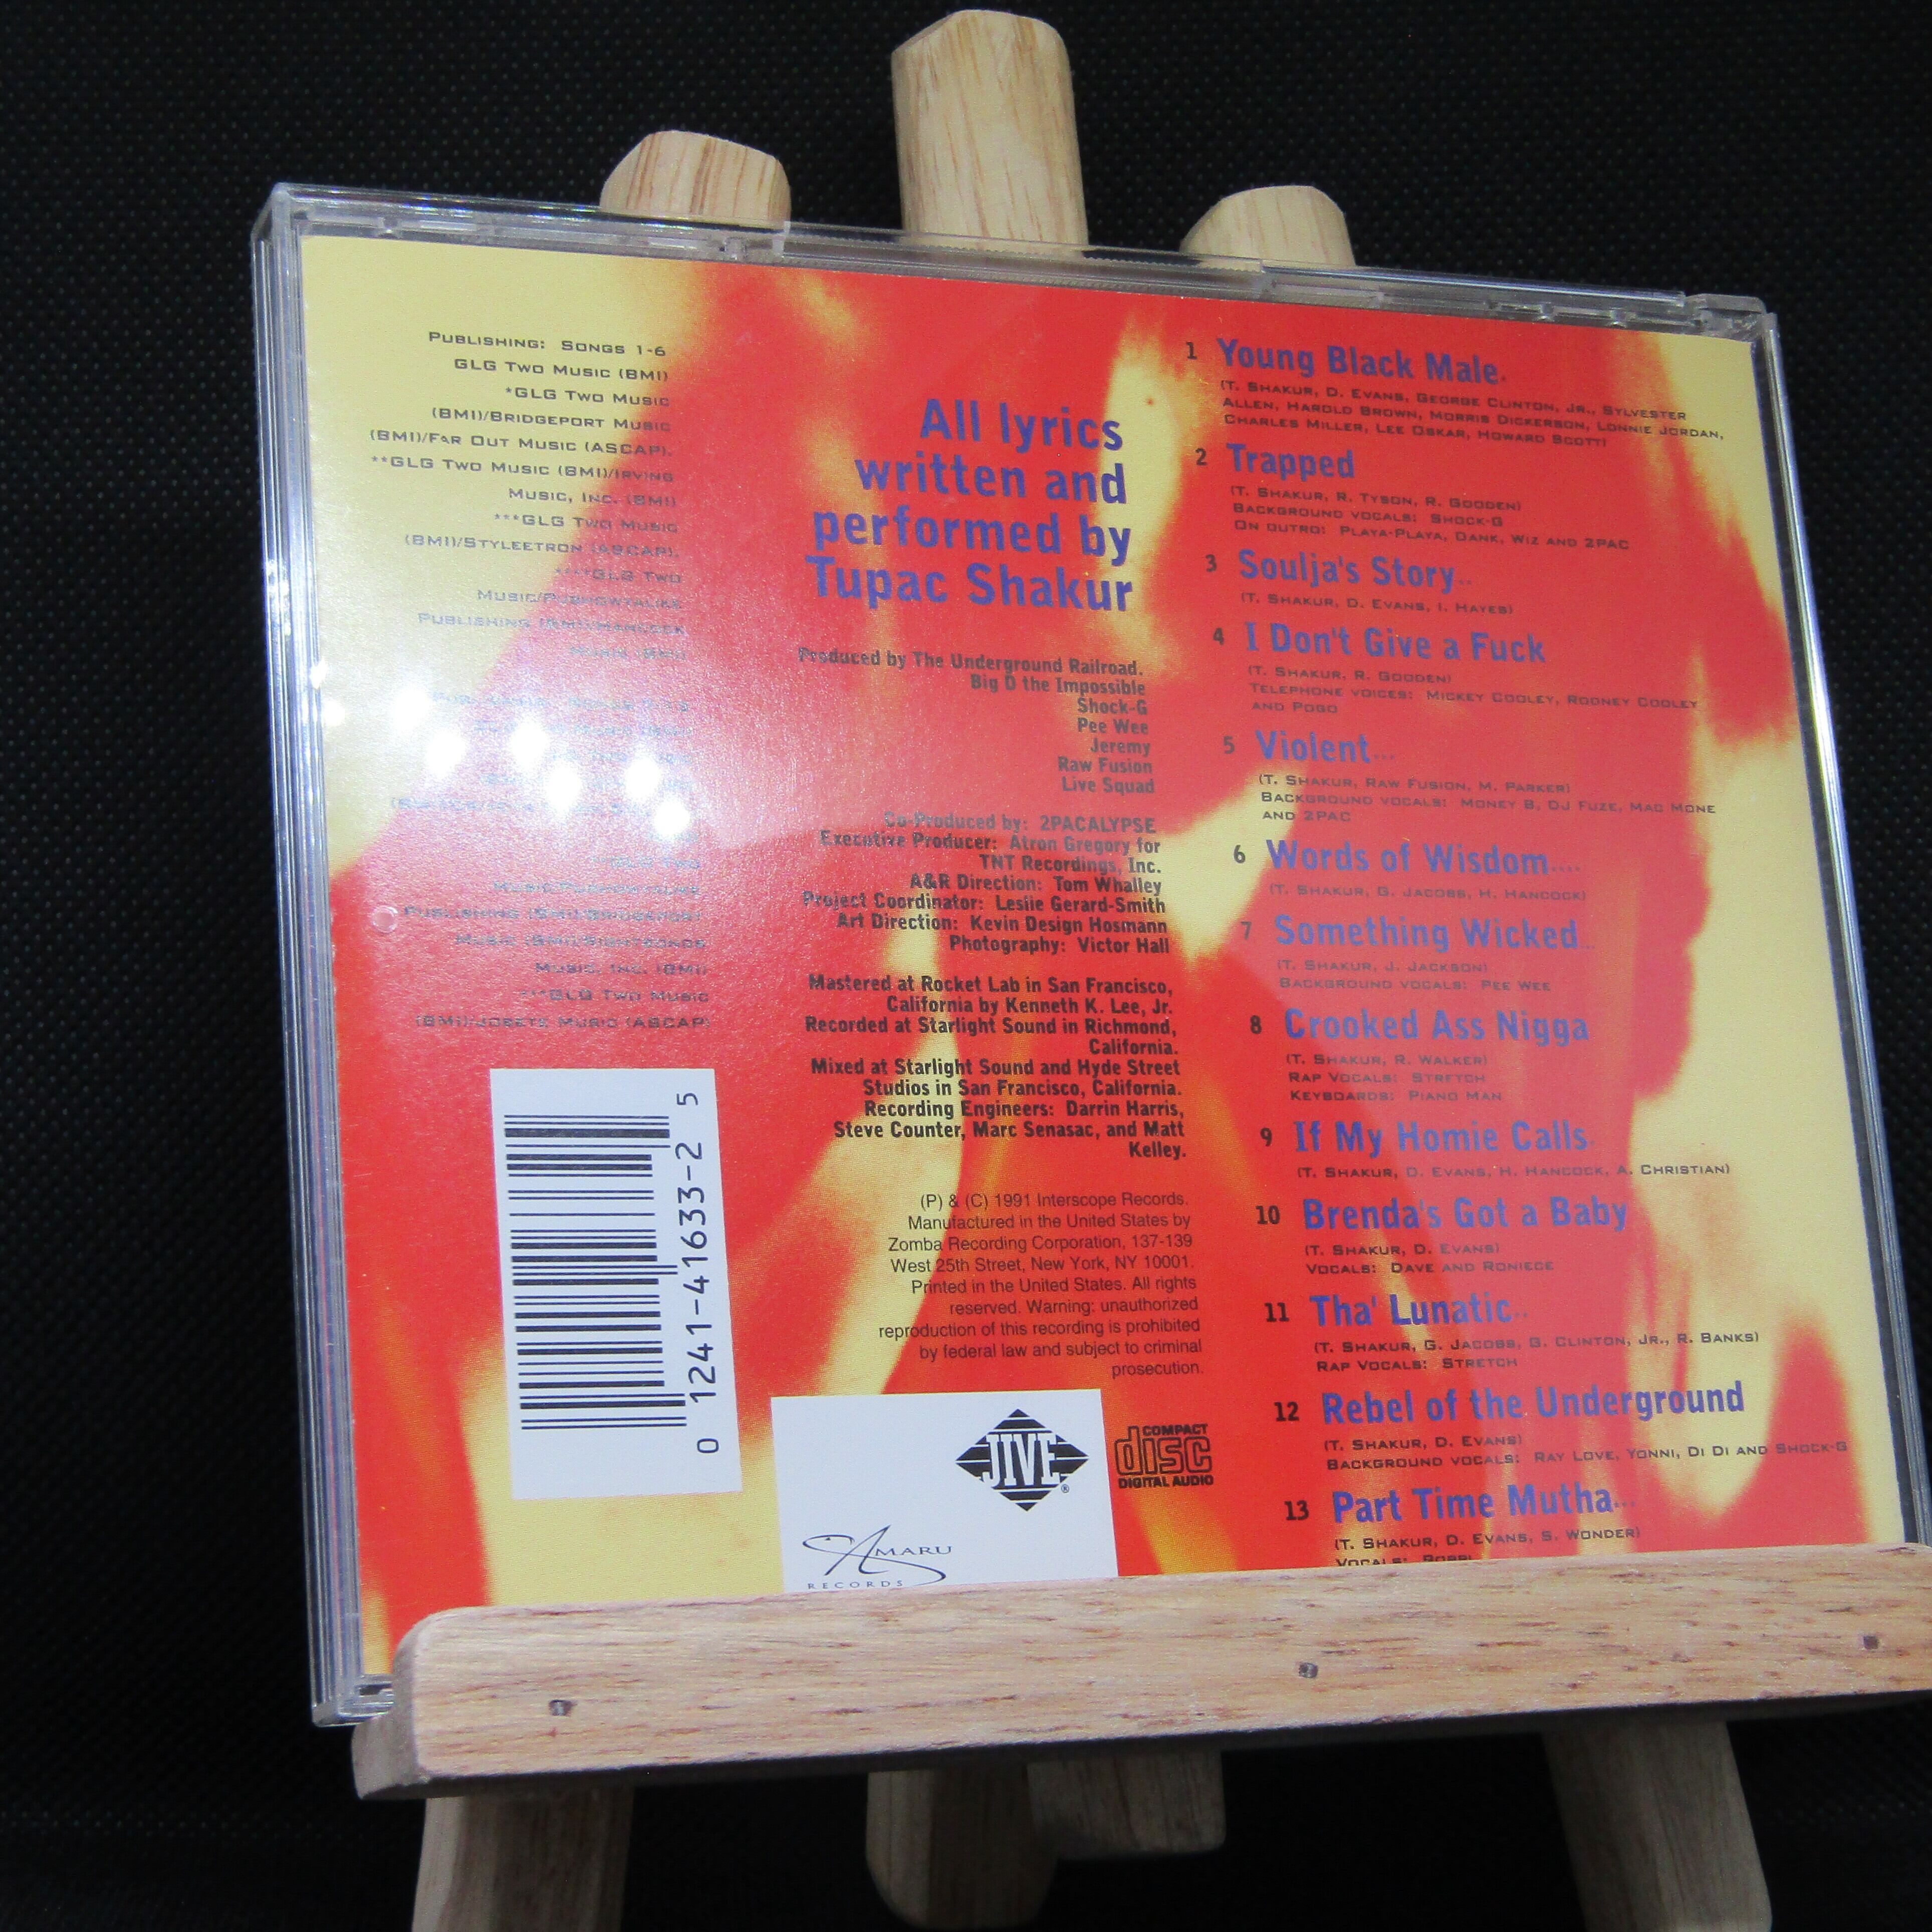 PUBLISHING: SONGS 1-6
GLG TWO MUSIC (BMI)
*GLG TWO MUSIC
(BMI)/BRIDGEPORT MUSIC
(BMI)/FAR OUT MUSIC (ASCAP).
**GLG TWO MUSIC (BMI)/IRVING
MUSIC, INC. (BMI)
***GLG TWO MUSIC
(BMI)/STYLEETRON (ASCAP).
GLG TWO
PUBLISHING
GLG TWO
MUSIC, INC. (BMI)
***GLG TWO MUSIC
(BMI)/JOBETE MUSIC (ASCAP)
0 1241-41633-2 5
All lyrics
written and
performed by
Tupac Shakur
Produced by The Underground Railroad.
Big D the Impossible
Shock-G
Pee Wee
Jeremy
Raw Fusion
Live Squad
Co-Produced by: 2PACALYPSE
Executive Producer: Atron Gregory for
TNT Recordings, Inc.
A&R Direction: Tom Whalley
Project Coordinator: Leslie Gerard-Smith
Art Direction: Kevin Design Hosmann
Photography: Victor Hall
Mastered at Rocket Lab in San Francisco,
California by Kenneth K. Lee, Jr.
Recorded at Starlight Sound in Richmond,
California.
Mixed at Starlight Sound and Hyde Street
Studios in San Francisco, California.
Recording Engineers: Darrin Harris,
Steve Counter, Marc Senasac, and Matt
Kelley.
(P) & (C) 1991 Interscope Records.
Manufactured in the United States by
Zomba Recording Corporation, 137-139
West 25th Street, New York, NY 10001.
Printed in the United States. All rights
reserved. Warning: unauthorized
reproduction of this recording is prohibited
by federal law and subject to criminal
prosecution.
JIVE®
AMARU
RECORDS
COMPACT
disc
DIGITAL AUDIO
1 Young Black Male.
(T. SHAKUR, D. EVANS, GEORGE CLINTON, JR., SYLVESTER
ALLEN, HAROLD BROWN, MORRIS DICKERSON, LONNIE JORDAN,
CHARLES MILLER, LEE OSKAR, HOWARD SCOTT)
2 Trapped
(T. SHAKUR, R. TYSON, R. GOODEN)
BACKGROUND VOCALS: SHOCK-G
ON OUTRO: PLAYA-PLAYA, DANK, WIZ AND 2PAC
3 Soulja's Story..
(T. SHAKUR, D. EVANS, I. HAYES)
4 I Don't Give a Fuck
(T. SHAKUR, R. GOODEN)
TELEPHONE VOICES: MICKEY COOLEY, RODNEY COOLEY
AND POGO
5 Violent...
(T. SHAKUR, RAW FUSION, M. PARKER)
BACKGROUND VOCALS: MONEY B, DJ FUZE, MAC MONE
AND 2PAC
6 Words of Wisdom....
(T. SHAKUR, G. JACOBS, H. HANCOCK)
7 Something Wicked...
(T. SHAKUR, J. JACKSON)
BACKGROUND VOCALS: PEE WEE
8 Crooked Ass Nigga
(T. SHAKUR, R. WALKER)
RAP VOCALS: STRETCH
KEYBOARDS: PIANO MAN
9 If My Homie Calls.
(T. SHAKUR, D. EVANS, H. HANCOCK, A. CHRISTIAN)
10 Brenda's Got a Baby
(T. SHAKUR, D. EVANS)
VOCALS: DAVE AND RONIECE
11 Tha' Lunatic..
(T. SHAKUR, G. JACOBS, G. CLINTON, JR., R. BANKS)
RAP VOCALS: STRETCH
12 Rebel of the Underground
(T. SHAKUR, D. EVANS)
BACKGROUND VOCALS: RAY LOVE, YONNI, DI DI AND SHOCK-G
13 Part Time Mutha...
(T. SHAKUR, D. EVANS, S. WONDER)
VOCALS: